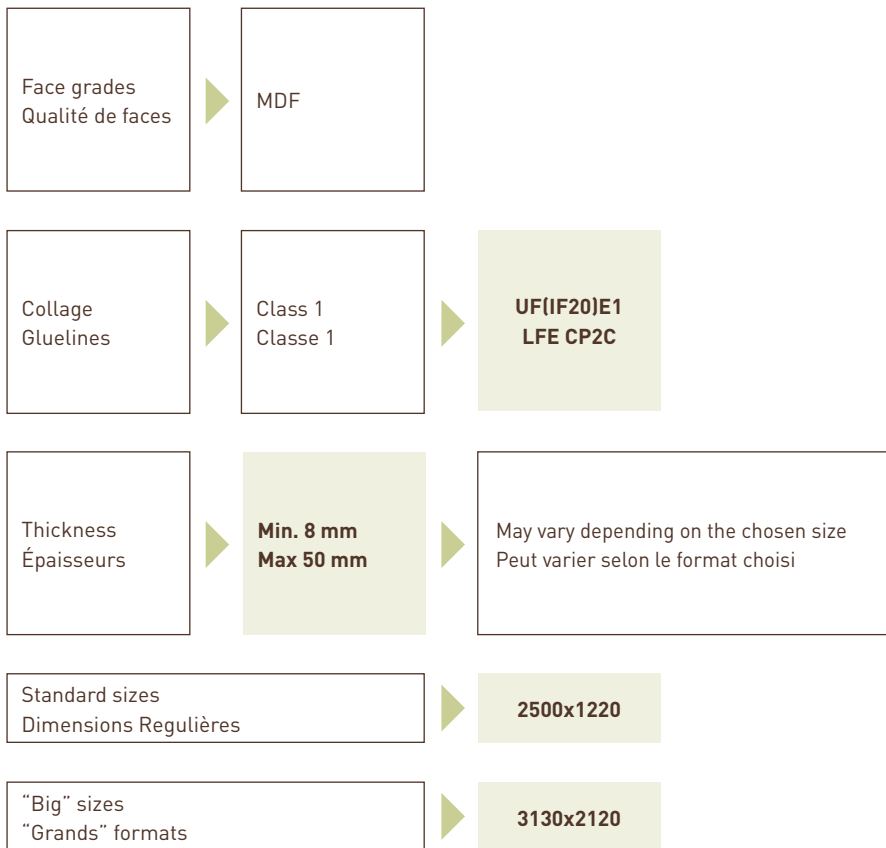 Face grades
Qualité de faces
MDF
Collage
Gluelines
Class 1
Classe 1
UF(IF20)E1
LFE CP2C
Thickness
Épaisseurs
Min. 8 mm
Max 50 mm
May vary depending on the chosen size
Peut varier selon le format choisi
Standard sizes
Dimensions Regulières
2500x1220
“Big” sizes
“Grands” formats
3130x2120